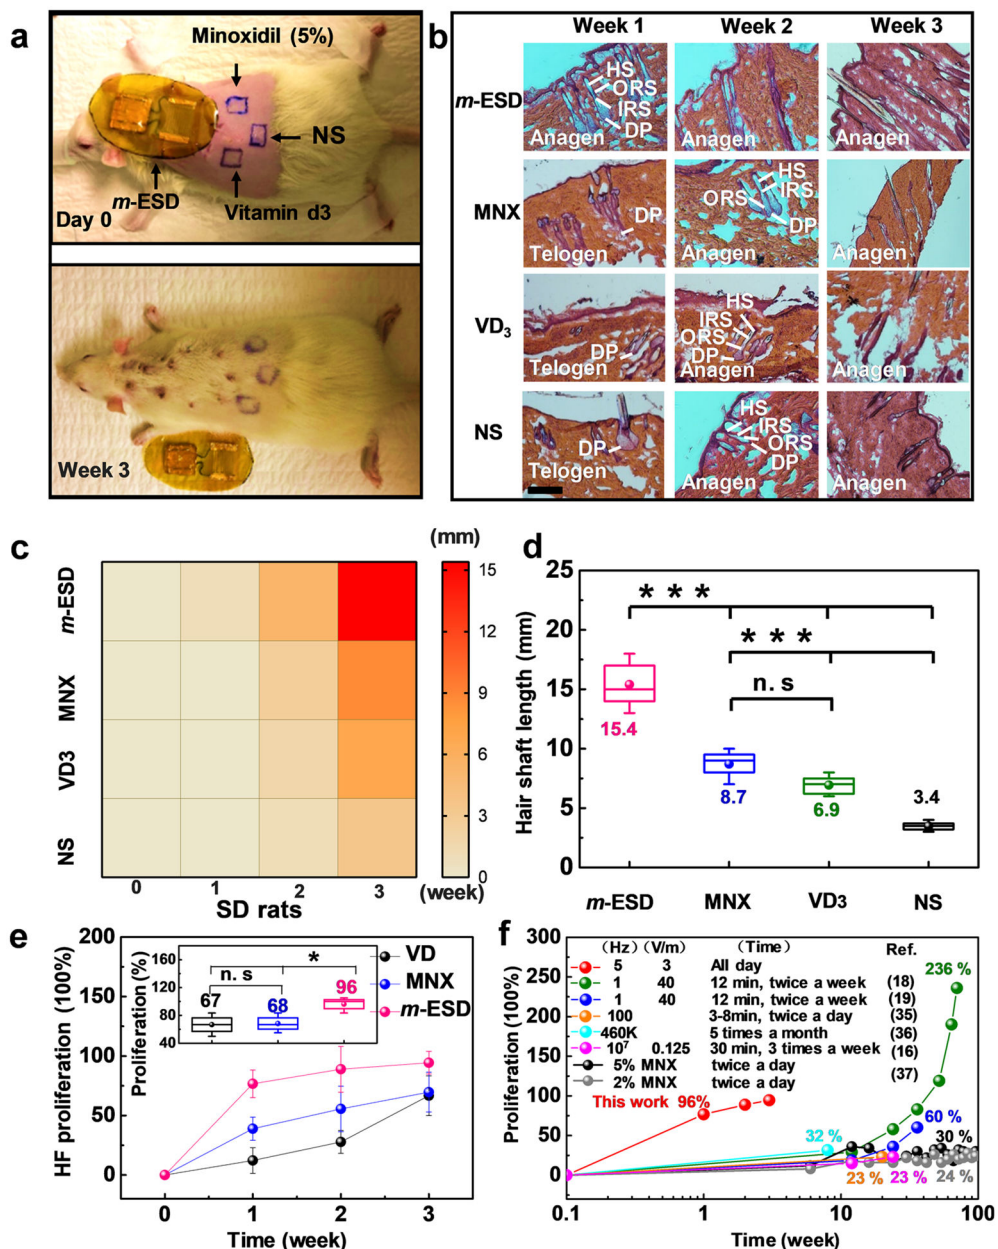 a
Minoxidil (5%)
NS
m-ESD
Vitamin d3
Day 0
Week 3
b
Week 1 Week 2 Week 3
m-ESD
HS
ORS
IRS
DP
Anagen
Anagen
Anagen
MNX
DP
Telogen
HS
IRS
ORS
DP
Anagen
Anagen
VD3
DP
Telogen
HS
IRS
ORS
DP
Anagen
Anagen
NS
DP
Telogen
HS
IRS
ORS
DP
Anagen
Anagen
c
(mm)
m-ESD
MNX
VD3
NS
15
12
9
6
3
0
0 1 2 3
(week)
SD rats
d
Hair shaft length (mm)
25
20
15
10
5
0
* * *
* * *
n. s
15.4
8.7
6.9
3.4
m-ESD MNX VD3 NS
e
HF proliferation (100%)
200
150
100
50
0
Proliferation (%)
160
120
80
40
n. s
*
67
68
96
VD
MNX
m-ESD
0 1 2 3
Time (week)
f
Proliferation (100%)
300
250
200
150
100
50
0
(Hz) (V/m) (Time) Ref.
5 3 All day
1 40 12 min, twice a week (18)
1 40 12 min, twice a week (19)
100 3-8min, twice a day (35)
460K 5 times a month (36)
10⁷ 0.125 30 min, 3 times a week (16)
5% MNX twice a day (37)
2% MNX twice a day
This work 96%
236 %
60 %
32 %
30 %
23 %
23 %
24 %
0.1 1 10 100
Time (week)